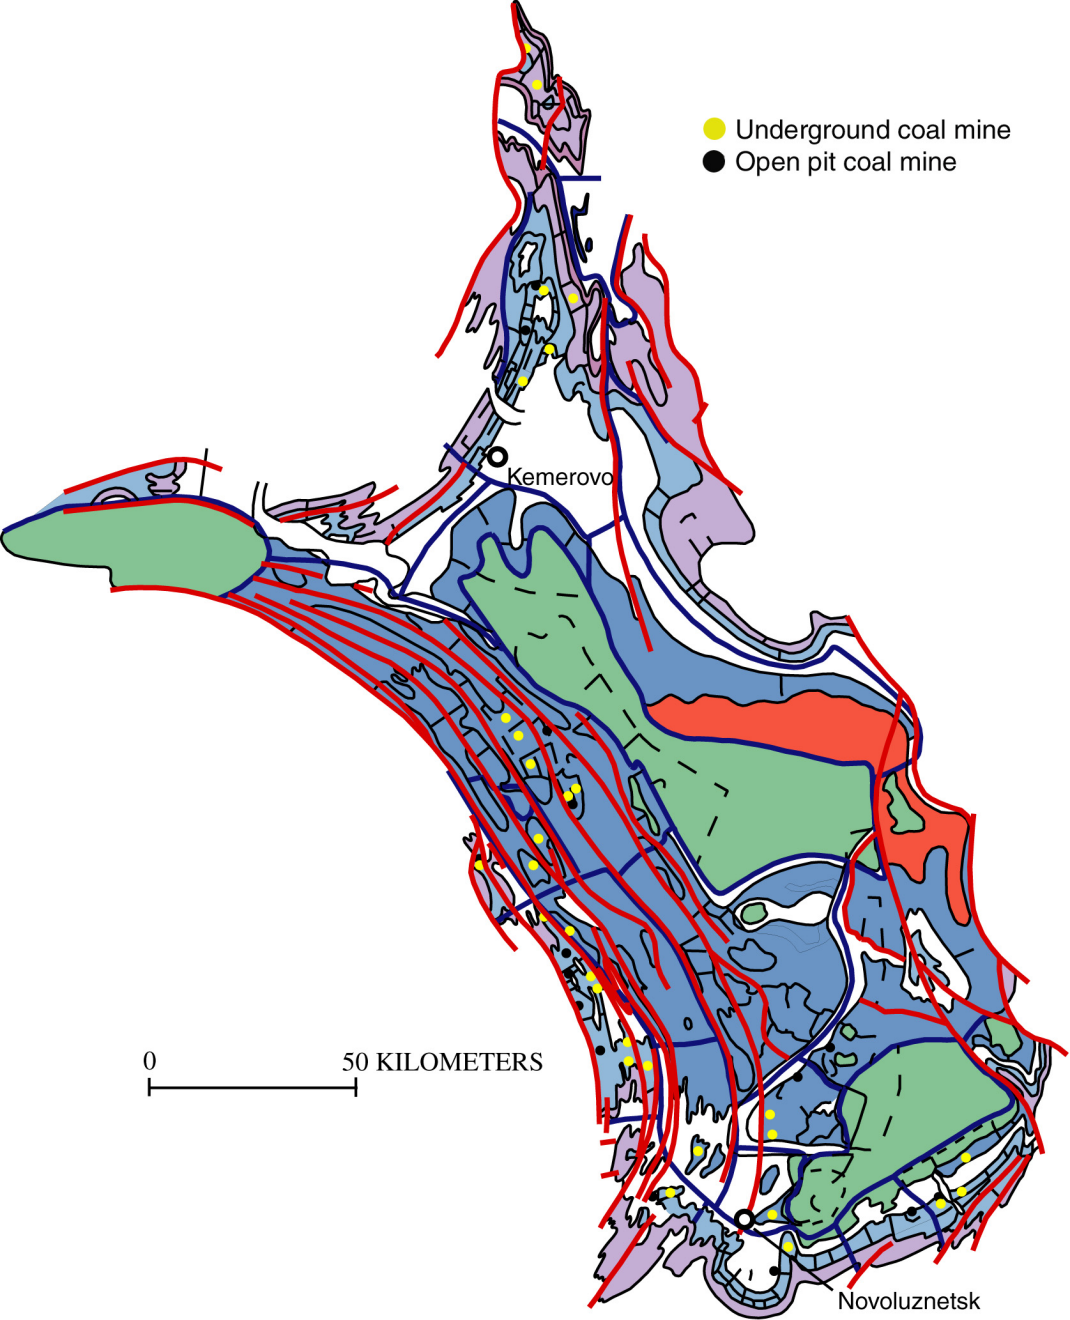 Underground coal mine
Open pit coal mine
Kemerovo
0 50 KILOMETERS
Novoluznetsk